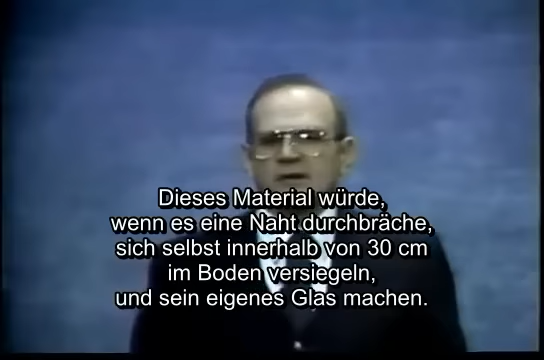 Dieses Material würde,
wenn es eine Naht durchbräche,
sich selbst innerhalb von 30 cm
im Boden versiegeln,
und sein eigenes Glas machen.